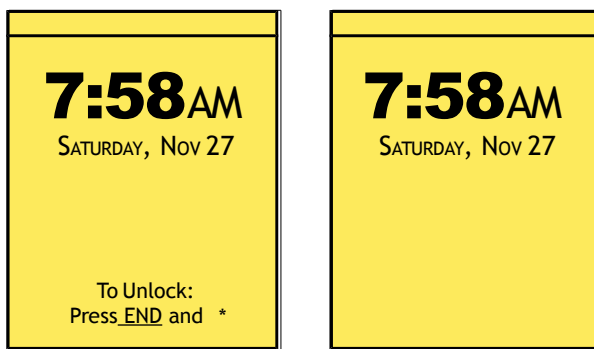 7:58AM
Saturday, Nov 27
To Unlock:
Press END and *
7:58AM
Saturday, Nov 27